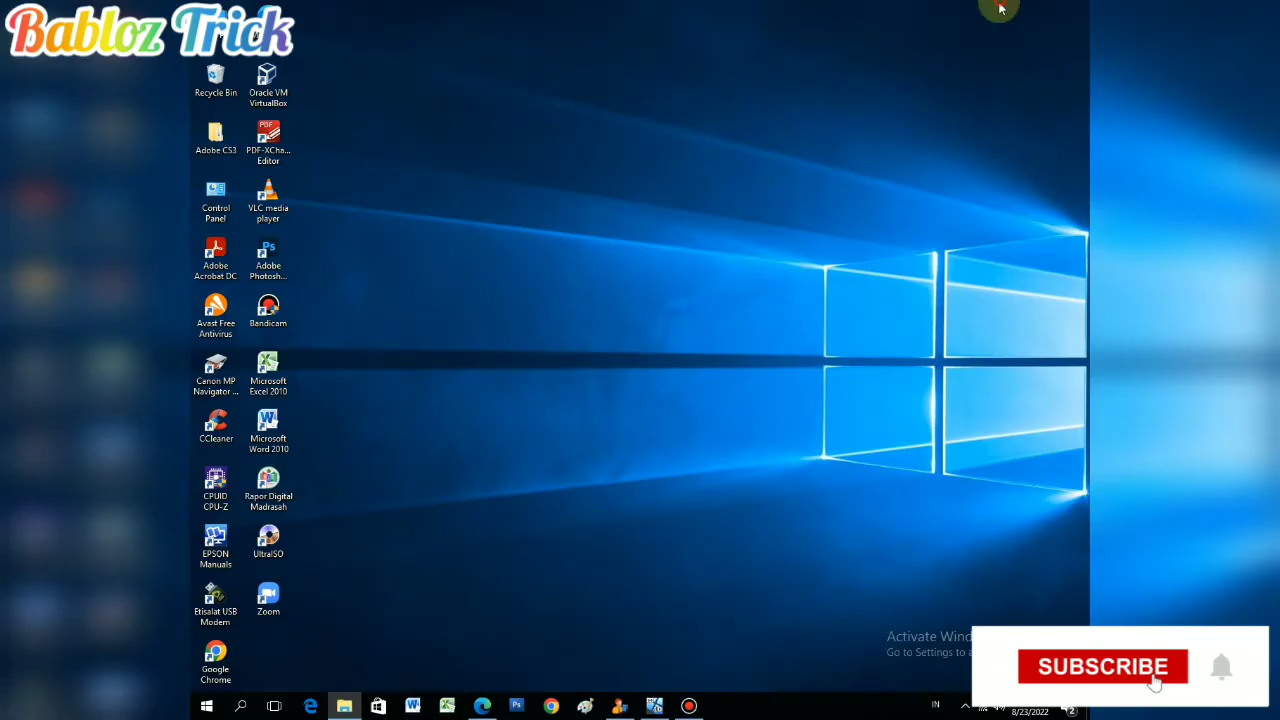 Babloz Trick
Recycle Bin
Oracle VM VirtualBox
Adobe CS3
PDF-XCha... Editor
Control Panel
VLC media player
Adobe Acrobat DC
Adobe Photosh...
Avast Free Antivirus
Bandicam
Canon MP Navigator ...
Microsoft Excel 2010
CCleaner
Microsoft Word 2010
CPUID CPU-Z
Rapor Digital Madrasah
EPSON Manuals
UltraISO
Etisalat USB Modem
Zoom
Google Chrome
Activate Wind
Go to Settings to a
SUBSCRIBE
IN
8/23/2022
2